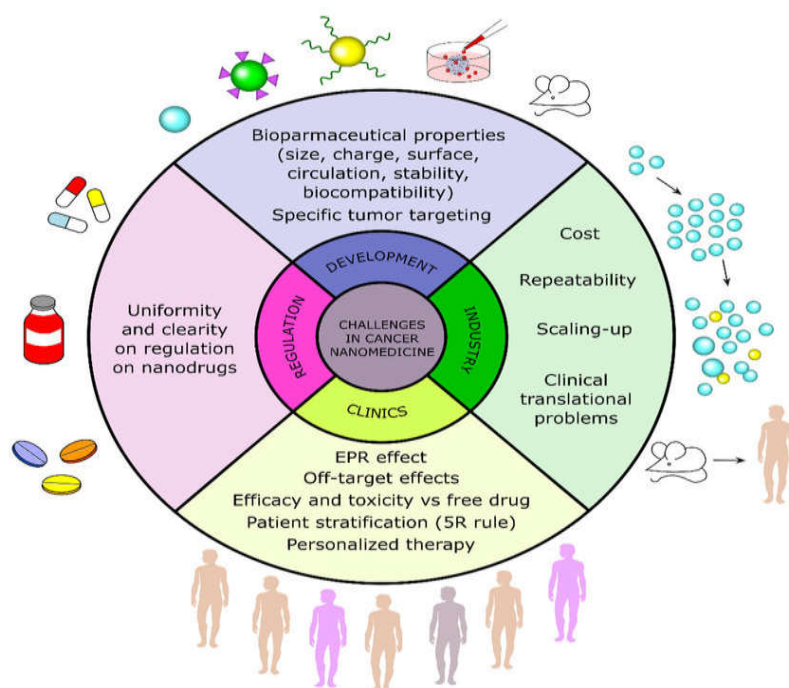 Bioparmaceutical properties
(size, charge, surface,
circulation, stability,
biocompatibility)
Specific tumor targeting
DEVELOPMENT
Cost
Repeatability
Scaling-up
Clinical
translational
problems
INDUSTRY
Uniformity
and clearity
on regulation
on nanodrugs
REGULATION
CHALLENGES
IN CANCER
NANOMEDICINE
CLINICS
EPR effect
Off-target effects
Efficacy and toxicity vs free drug
Patient stratification (5R rule)
Personalized therapy